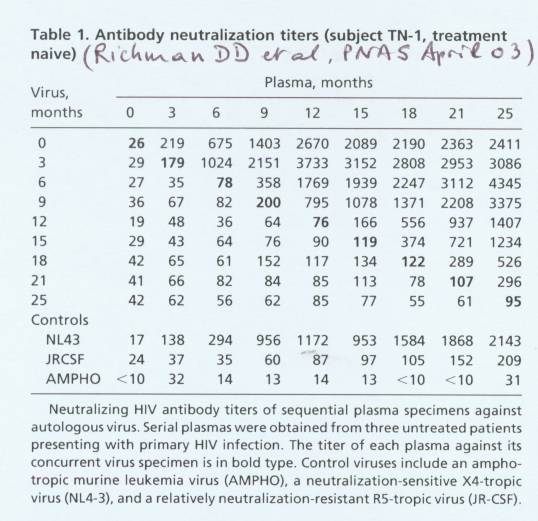 Table 1. Antibody neutralization titers (subject TN-1, treatment
naive) (Richman DD et al, PNAS April 03)
Plasma, months
Virus,
months 0 3 6 9 12 15 18 21 25
0 26 219 675 1403 2670 2089 2190 2363 2411
3 29 179 1024 2151 3733 3152 2808 2953 3086
6 27 35 78 358 1769 1939 2247 3112 4345
9 36 67 82 200 795 1078 1371 2208 3375
12 19 48 36 64 76 166 556 937 1407
15 29 43 64 76 90 119 374 721 1234
18 42 65 61 152 117 134 122 289 526
21 41 66 82 84 85 113 78 107 296
25 42 62 56 62 85 77 55 61 95
Controls
NL43 17 138 294 956 1172 953 1584 1868 2143
JRCSF 24 37 35 60 87 97 105 152 209
AMPHO <10 32 14 13 14 13 <10 <10 31
Neutralizing HIV antibody titers of sequential plasma specimens against
autologous virus. Serial plasmas were obtained from three untreated patients
presenting with primary HIV infection. The titer of each plasma against its
concurrent virus specimen is in bold type. Control viruses include an ampho-
tropic murine leukemia virus (AMPHO), a neutralization-sensitive X4-tropic
virus (NL4-3), and a relatively neutralization-resistant R5-tropic virus (JR-CSF).